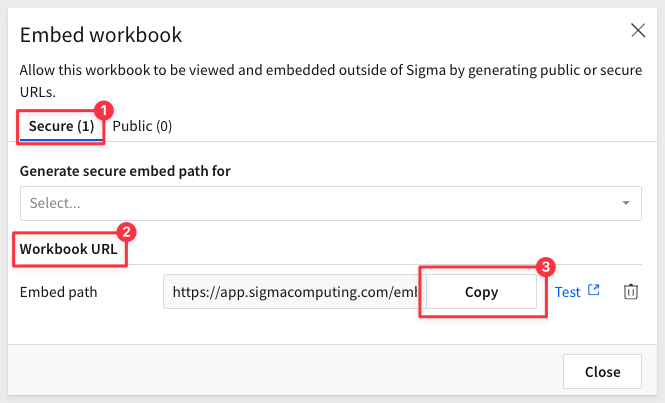 Embed workbook
Allow this workbook to be viewed and embedded outside of Sigma by generating public or secure
URLs.
1
Secure (1) Public (0)
Generate secure embed path for
Select...
2
Workbook URL
3
Embed path https://app.sigmacomputing.com/emb Copy Test
Close